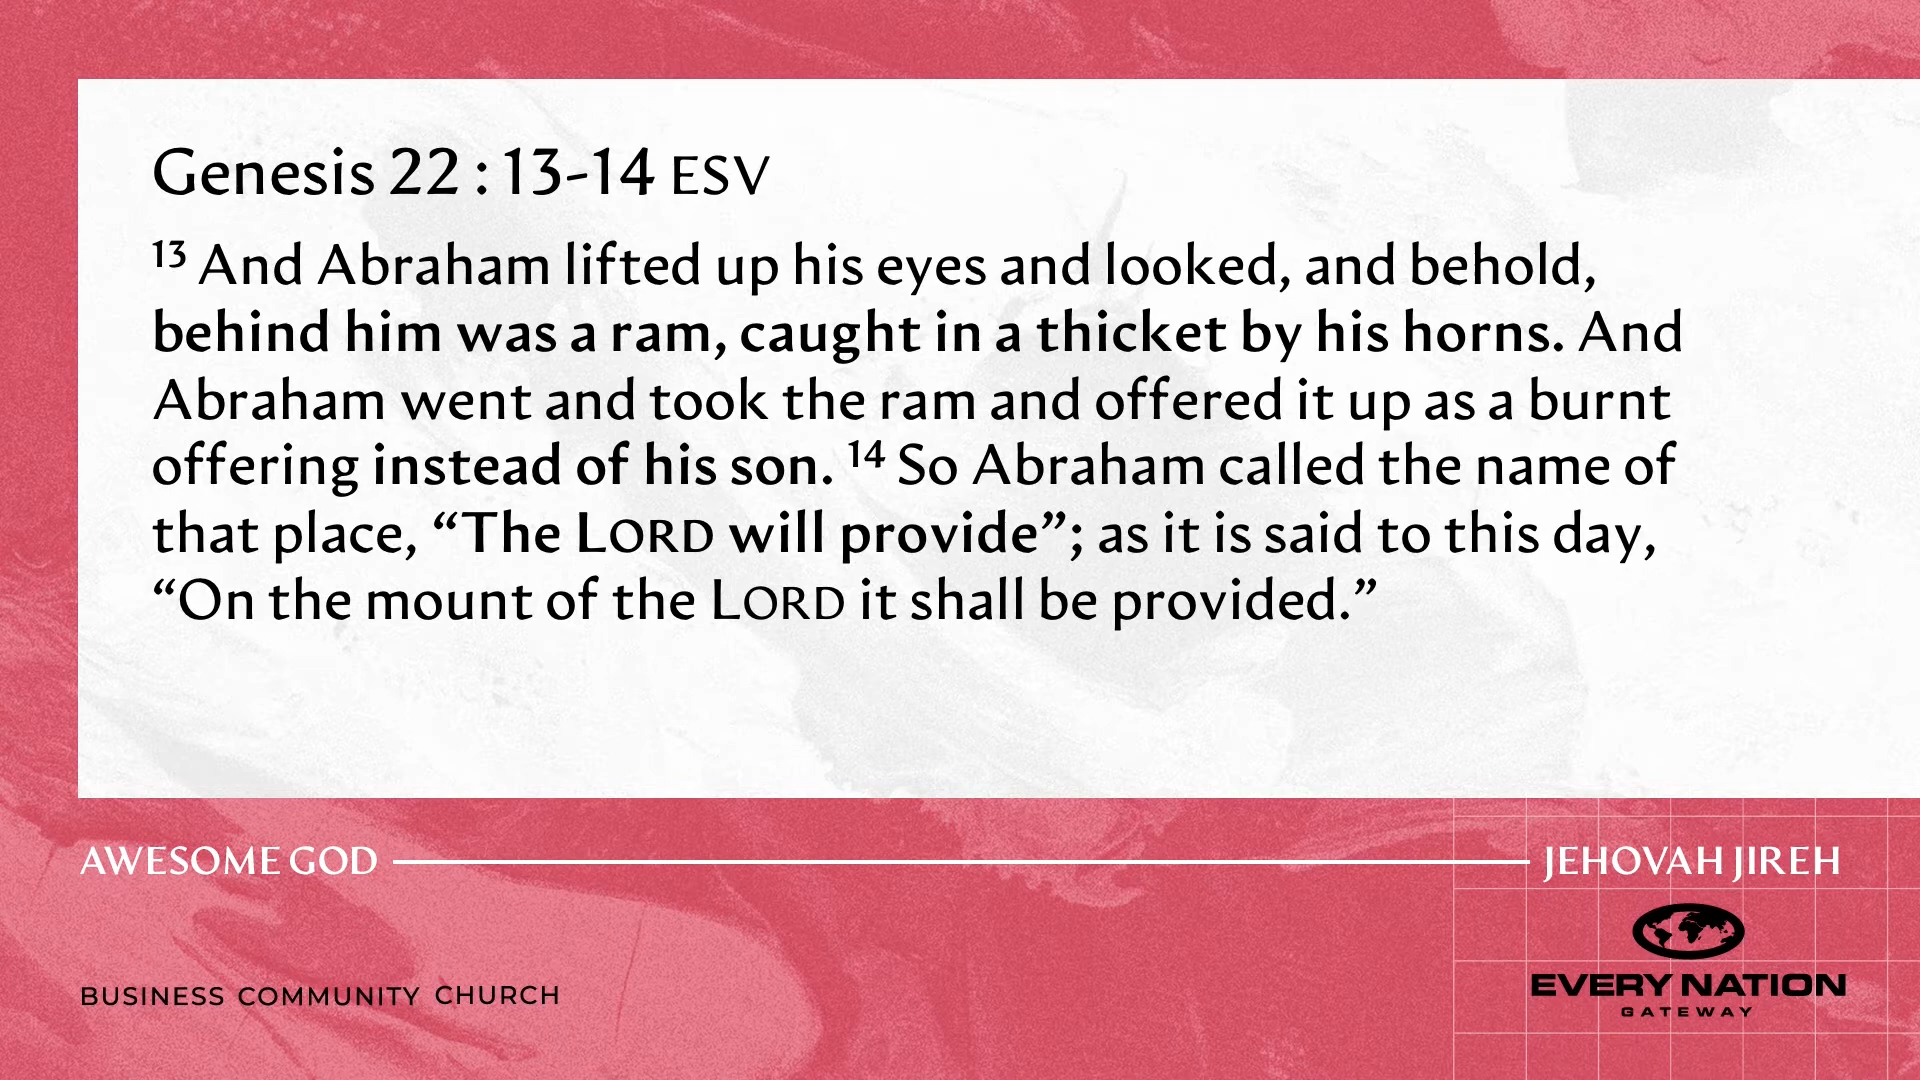 Genesis 22 : 13-14 ESV
¹³ And Abraham lifted up his eyes and looked, and behold,
behind him was a ram, caught in a thicket by his horns. And
Abraham went and took the ram and offered it up as a burnt
offering instead of his son. ¹⁴ So Abraham called the name of
that place, “The LORD will provide”; as it is said to this day,
“On the mount of the LORD it shall be provided.”
AWESOME GOD
JEHOVAH JIREH
BUSINESS COMMUNITY CHURCH
EVERY NATION
GATEWAY